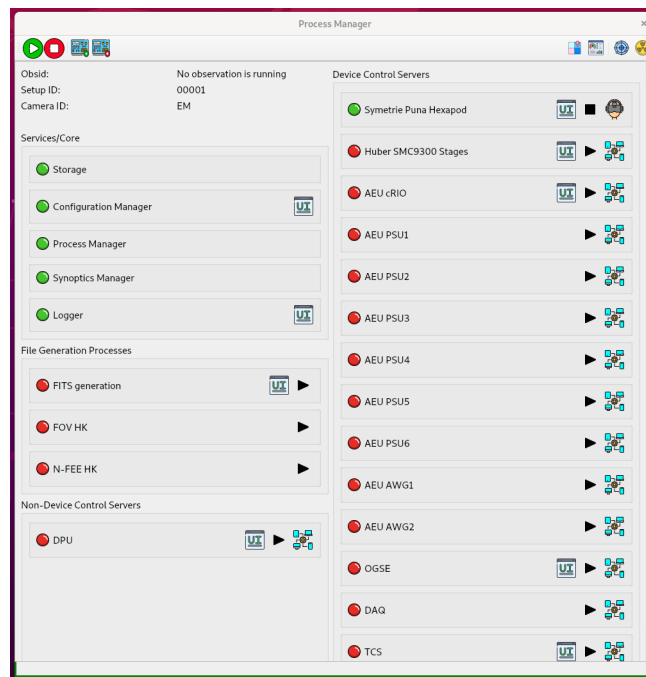 Process Manager
Obsid: No observation is running
Setup ID: 00001
Camera ID: EM
Services/Core
Storage
Configuration Manager UI
Process Manager
Synoptics Manager
Logger UI
File Generation Processes
FITS generation UI
FOV HK
N-FEE HK
Non-Device Control Servers
DPU UI
Device Control Servers
Symetrie Puna Hexapod UI
Huber SMC9300 Stages UI
AEU cRIO UI
AEU PSU1
AEU PSU2
AEU PSU3
AEU PSU4
AEU PSU5
AEU PSU6
AEU AWG1
AEU AWG2
OGSE UI
DAQ
TCS UI